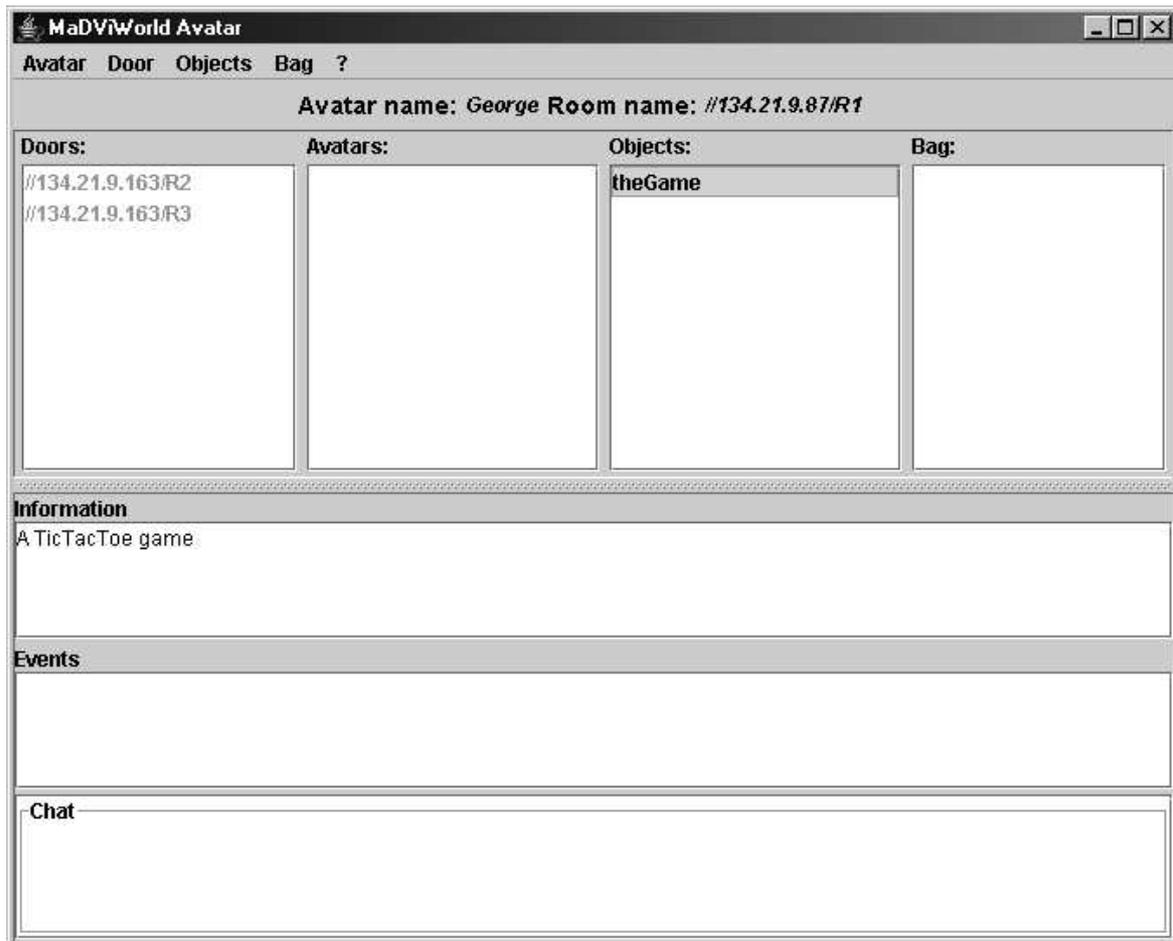 MaDViWorld Avatar
Avatar Door Objects Bag ?
Avatar name: George Room name: //134.21.9.87/R1
Doors: Avatars: Objects: Bag:
//134.21.9.163/R2 theGame
//134.21.9.163/R3
Information
A TicTacToe game
Events
Chat